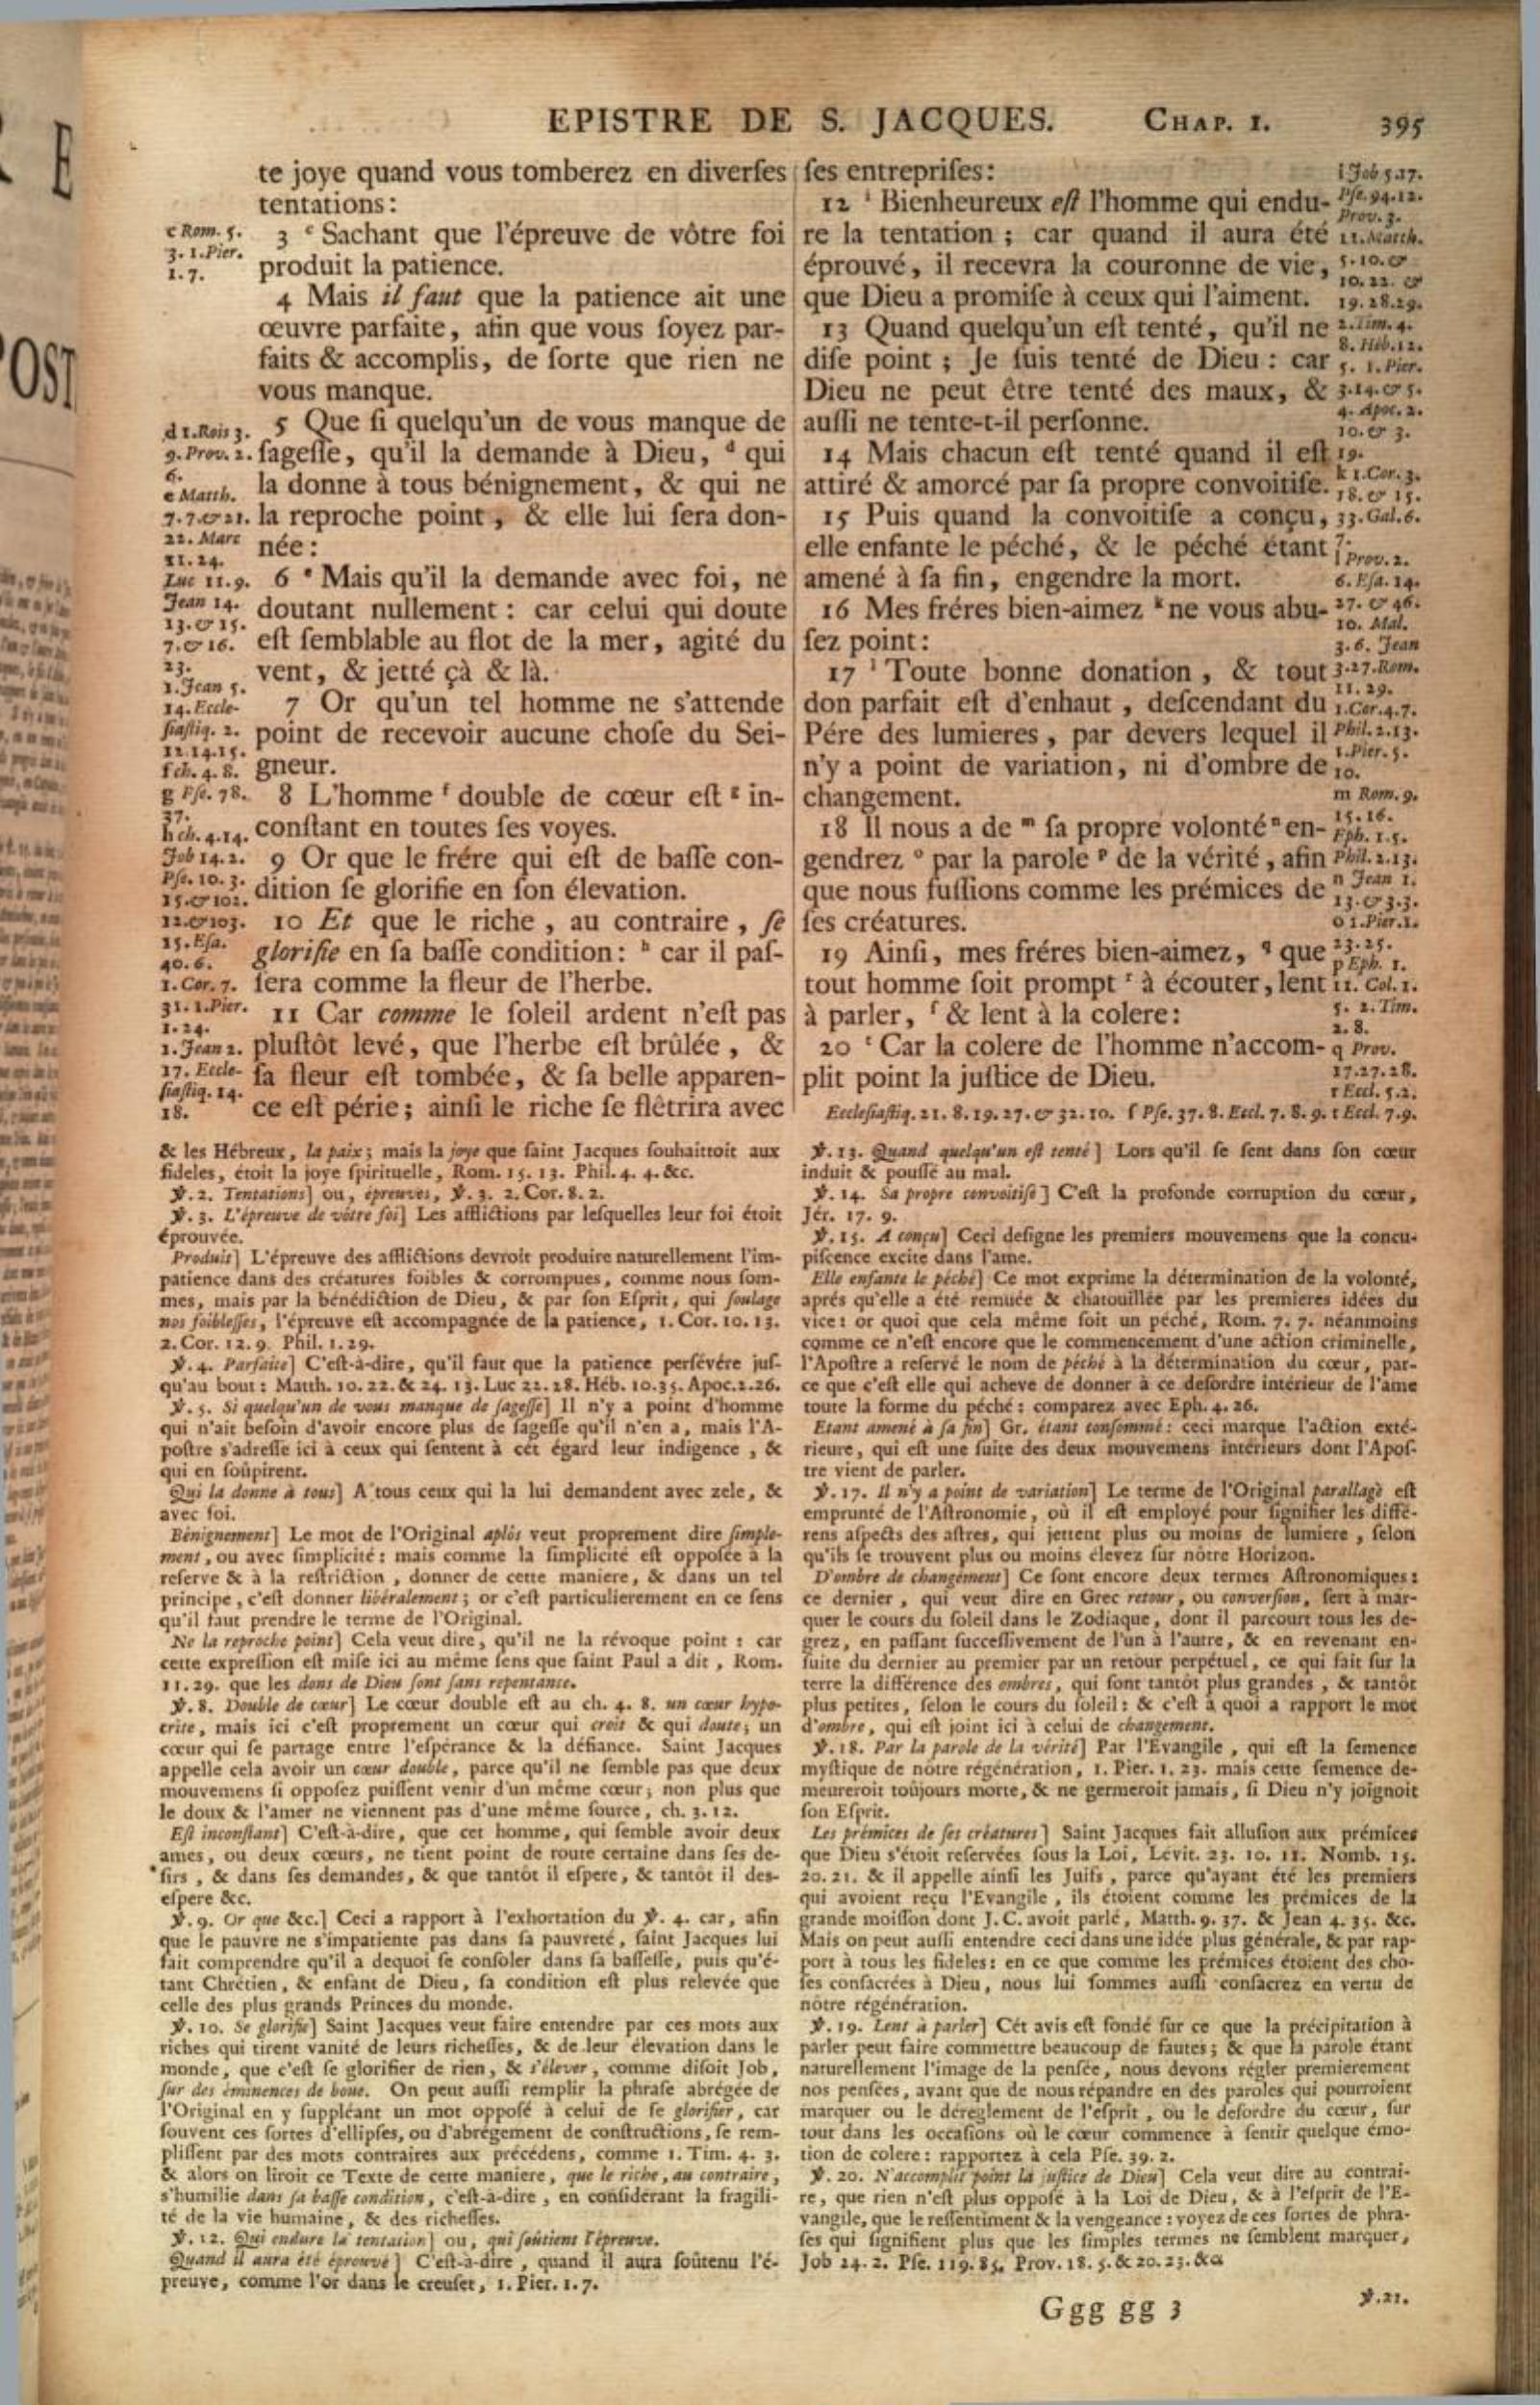 EPISTRE DE S. JACQUES. CHAP. I. 395
te joye quand vous tomberez en diverſes
tentations:
3 ᶜ Sachant que l'épreuve de vôtre foi
produit la patience.
4 Mais il faut que la patience ait une
œuvre parfaite, afin que vous ſoyez par-
faits & accomplis, de ſorte que rien ne
vous manque.
5 Que ſi quelqu'un de vous manque de
ſageſſe, qu'il la demande à Dieu, ᵈ qui
la donne à tous bénignement, & qui ne
la reproche point, & elle lui ſera don-
née:
6 ᵉ Mais qu'il la demande avec foi, ne
doutant nullement: car celui qui doute
eſt ſemblable au flot de la mer, agité du
vent, & jetté çà & là.
7 Or qu'un tel homme ne s'attende
point de recevoir aucune choſe du Sei-
gneur.
8 L'homme ᶠ double de cœur eſt ᵍ in-
conſtant en toutes ſes voyes.
9 Or que le frére qui eſt de baſſe con-
dition ſe glorifie en ſon élevation.
10 Et que le riche, au contraire, ſe
glorifie en ſa baſſe condition: ʰ car il paſ-
ſera comme la fleur de l'herbe.
11 Car comme le ſoleil ardent n'eſt pas
pluſtôt levé, que l'herbe eſt brûlée, &
ſa fleur eſt tombée, & ſa belle apparen-
ce eſt périe; ainſi le riche ſe flêtrira avec
c Rom. 5.
3. 1. Pier.
1. 7.
d 1. Rois 3.
9. Prov. 2.
6.
e Matth.
7. 7. & 21.
22. Marc
11. 24.
Luc 11. 9.
Jean 14.
13. & 15.
7. & 16.
23.
1. Jean 5.
14. Eccle-
ſiaſtiq. 2.
12. 14. 15.
f ch. 4. 8.
g Pſe. 78.
37.
h ch. 4. 14.
Job 14. 2.
Pſe. 10. 3.
15. & 102.
12. & 103.
15. Eſa.
40. 6.
1. Cor. 7.
31. 1. Pier.
1. 24.
1. Jean 2.
17. Eccle-
ſiaſtiq. 14.
18.
ſes entrepriſes:
12 ⁱ Bienheureux eſt l'homme qui endu-
re la tentation; car quand il aura été
éprouvé, il recevra la couronne de vie,
que Dieu a promiſe à ceux qui l'aiment.
13 Quand quelqu'un eſt tenté, qu'il ne
diſe point; Je ſuis tenté de Dieu: car
Dieu ne peut être tenté des maux, &
auſſi ne tente-t-il perſonne.
14 Mais chacun eſt tenté quand il eſt
attiré & amorcé par ſa propre convoitiſe.
15 Puis quand la convoitiſe a conçu,
elle enfante le péché, & le péché étant
amené à ſa fin, engendre la mort.
16 Mes fréres bien-aimez ᵏ ne vous abu-
ſez point:
17 ˡ Toute bonne donation, & tout
don parfait eſt d'enhaut, deſcendant du
Pére des lumieres, par devers lequel il
n'y a point de variation, ni d'ombre de
changement.
18 Il nous a de ᵐ ſa propre volonté ⁿ en-
gendrez ᵒ par la parole ᵖ de la vérité, afin
que nous fuſſions comme les prémices de
ſes créatures.
19 Ainſi, mes fréres bien-aimez, q que
tout homme ſoit prompt ʳ à écouter, lent
à parler, ſ & lent à la colere:
20 ᵗ Car la colere de l'homme n'accom-
plit point la juſtice de Dieu.
i Job 5. 17.
Pſe. 94. 12.
Prov. 3.
11. Matth.
5. 10. &
10. 22. &
19. 28. 29.
2. Tim. 4.
8. Héb. 12.
5. 1. Pier.
3. 14. & 5.
4. Apoc. 2.
10. & 3.
19.
k 1. Cor. 3.
18. & 15.
33. Gal. 6.
7.
l Prov. 2.
6. Eſa. 14.
27. & 46.
10. Mal.
3. 6. Jean
3. 27. Rom.
11. 29.
1. Cor. 4. 7.
Phil. 2. 13.
1. Pier. 5.
10.
m Rom. 9.
15. 16.
Eph. 1. 5.
Phil. 2. 13.
n Jean 1.
13. & 3. 3.
o 1. Pier. 1.
23. 25.
p Eph. 1.
11. Col. 1.
5. 2. Tim.
2. 8.
q Prov.
17. 27. 28.
r Eccl. 5. 2.
Eccleſiaſtiq. 21. 8. 19. 27. & 32. 10. ſ Pſe. 37. 8. Eccl. 7. 8. 9. t Eccl. 7. 9.
& les Hébreux, la paix; mais la joye que ſaint Jacques ſouhaittoit aux
fideles, étoit la joye ſpirituelle, Rom. 15. 13. Phil. 4. 4. &c.
℣. 2. Tentations] ou, épreuves, ℣. 3. 2. Cor. 8. 2.
℣. 3. L'épreuve de vôtre foi] Les afflictions par leſquelles leur foi étoit
éprouvée.
Produit] L'épreuve des afflictions devroit produire naturellement l'im-
patience dans des créatures foibles & corrompues, comme nous ſom-
mes, mais par la bénédiction de Dieu, & par ſon Eſprit, qui ſoulage
nos foibleſſes, l'épreuve eſt accompagnée de la patience, 1. Cor. 10. 13.
2. Cor. 12. 9. Phil. 1. 29.
℣. 4. Parfaite] C'eſt-à-dire, qu'il faut que la patience perſévére juſ-
qu'au bout: Matth. 10. 22. & 24. 13. Luc 22. 28. Héb. 10. 35. Apoc. 2. 26.
℣. 5. Si quelqu'un de vous manque de ſageſſe] Il n'y a point d'homme
qui n'ait beſoin d'avoir encore plus de ſageſſe qu'il n'en a, mais l'A-
poſtre s'adreſſe ici à ceux qui ſentent à cét égard leur indigence, &
qui en ſoûpirent.
Qui la donne à tous] A tous ceux qui la lui demandent avec zele, &
avec foi.
Bénignement] Le mot de l'Original aplôs veut proprement dire ſimple-
ment, ou avec ſimplicité: mais comme la ſimplicité eſt oppoſée à la
reſerve & à la reſtriction, donner de cette maniere, & dans un tel
principe, c'eſt donner libéralement; or c'eſt particulierement en ce ſens
qu'il faut prendre le terme de l'Original.
Ne la reproche point] Cela veut dire, qu'il ne la révoque point: car
cette expreſſion eſt miſe ici au même ſens que ſaint Paul a dit, Rom.
11. 29. que les dons de Dieu ſont ſans repentance.
℣. 8. Double de cœur] Le cœur double eſt au ch. 4. 8. un cœur hypo-
crite, mais ici c'eſt proprement un cœur qui croit & qui doute; un
cœur qui ſe partage entre l'eſpérance & la défiance. Saint Jacques
appelle cela avoir un cœur double, parce qu'il ne ſemble pas que deux
mouvemens ſi oppoſez puiſſent venir d'un même cœur; non plus que
le doux & l'amer ne viennent pas d'une même ſource, ch. 3. 12.
Eſt inconſtant] C'eſt-à-dire, que cet homme, qui ſemble avoir deux
ames, ou deux cœurs, ne tient point de route certaine dans ſes de-
ſirs, & dans ſes demandes, & que tantôt il eſpere, & tantôt il deſ-
eſpere &c.
℣. 9. Or que &c.] Ceci a rapport à l'exhortation du ℣. 4. car, afin
que le pauvre ne s'impatiente pas dans ſa pauvreté, ſaint Jacques lui
fait comprendre qu'il a dequoi ſe conſoler dans ſa baſſeſſe, puis qu'é-
tant Chrétien, & enfant de Dieu, ſa condition eſt plus relevée que
celle des plus grands Princes du monde.
℣. 10. Se glorifie] Saint Jacques veut faire entendre par ces mots aux
riches qui tirent vanité de leurs richeſſes, & de leur élevation dans le
monde, que c'eſt ſe glorifier de rien, & s'élever, comme diſoit Job,
ſur des éminences de boue. On peut auſſi remplir la phraſe abrégée de
l'Original en y ſuppléant un mot oppoſé à celui de ſe glorifier, car
ſouvent ces ſortes d'ellipſes, ou d'abrégement de conſtructions, ſe rem-
pliſſent par des mots contraires aux précédens, comme 1. Tim. 4. 3.
& alors on liroit ce Texte de cette maniere, que le riche, au contraire,
s'humilie dans ſa baſſe condition, c'eſt-à-dire, en conſidérant la fragili-
té de la vie humaine, & des richeſſes.
℣. 12. Qui endure la tentation] ou, qui ſoûtient l'épreuve.
Quand il aura été éprouvé] C'eſt-à-dire, quand il aura ſoûtenu l'é-
preuve, comme l'or dans le creuſet, 1. Pier. 1. 7.
℣. 13. Quand quelqu'un eſt tenté] Lors qu'il ſe ſent dans ſon cœur
induit & pouſſé au mal.
℣. 14. Sa propre convoitiſe] C'eſt la profonde corruption du cœur,
Jér. 17. 9.
℣. 15. A conçu] Ceci deſigne les premiers mouvemens que la concu-
piſcence excite dans l'ame.
Elle enfante le péché] Ce mot exprime la détermination de la volonté,
aprés qu'elle a été remuée & chatouillée par les premieres idées du
vice: or quoi que cela même ſoit un péché, Rom. 7. 7. néanmoins
comme ce n'eſt encore que le commencement d'une action criminelle,
l'Apoſtre a reſervé le nom de péché à la détermination du cœur, par-
ce que c'eſt elle qui acheve de donner à ce deſordre intérieur de l'ame
toute la forme du péché: comparez avec Eph. 4. 26.
Etant amené à ſa fin] Gr. étant conſommé: ceci marque l'action exté-
rieure, qui eſt une ſuite des deux mouvemens intérieurs dont l'Apoſ-
tre vient de parler.
℣. 17. Il n'y a point de variation] Le terme de l'Original parallagè eſt
emprunté de l'Aſtronomie, où il eſt employé pour ſignifier les diffé-
rens aſpects des aſtres, qui jettent plus ou moins de lumiere, ſelon
qu'ils ſe trouvent plus ou moins élevez ſur nôtre Horizon.
D'ombre de changement] Ce ſont encore deux termes Aſtronomiques:
ce dernier, qui veut dire en Grec retour, ou converſion, ſert à mar-
quer le cours du ſoleil dans le Zodiaque, dont il parcourt tous les de-
grez, en paſſant ſucceſſivement de l'un à l'autre, & en revenant en-
ſuite du dernier au premier par un retour perpétuel, ce qui fait ſur la
terre la différence des ombres, qui ſont tantôt plus grandes, & tantôt
plus petites, ſelon le cours du ſoleil: & c'eſt à quoi a rapport le mot
d'ombre, qui eſt joint ici à celui de changement.
℣. 18. Par la parole de la vérité] Par l'Evangile, qui eſt la ſemence
myſtique de nôtre régénération, 1. Pier. 1. 23. mais cette ſemence de-
meureroit toûjours morte, & ne germeroit jamais, ſi Dieu n'y joignoit
ſon Eſprit.
Les prémices de ſes créatures] Saint Jacques fait alluſion aux prémices
que Dieu s'étoit reſervées ſous la Loi, Lévit. 23. 10. 11. Nomb. 15.
20. 21. & il appelle ainſi les Juifs, parce qu'ayant été les premiers
qui avoient reçu l'Evangile, ils étoient comme les prémices de la
grande moiſſon dont J. C. avoit parlé, Matth. 9. 37. & Jean 4. 35. &c.
Mais on peut auſſi entendre ceci dans une idée plus générale, & par rap-
port à tous les fideles: en ce que comme les prémices étoient des cho-
ſes conſacrées à Dieu, nous lui ſommes auſſi conſacrez en vertu de
nôtre régénération.
℣. 19. Lent à parler] Cét avis eſt fondé ſur ce que la précipitation à
parler peut faire commettre beaucoup de fautes; & que la parole étant
naturellement l'image de la penſée, nous devons régler premierement
nos penſées, avant que de nous répandre en des paroles qui pourroient
marquer ou le déreglement de l'eſprit, ou le deſordre du cœur, ſur
tout dans les occaſions où le cœur commence à ſentir quelque émo-
tion de colere: rapportez à cela Pſe. 39. 2.
℣. 20. N'accomplit point la juſtice de Dieu] Cela veut dire au contrai-
re, que rien n'eſt plus oppoſé à la Loi de Dieu, & à l'eſprit de l'E-
vangile, que le reſſentiment & la vengeance: voyez de ces ſortes de phra-
ſes qui ſignifient plus que les ſimples termes ne ſemblent marquer,
Job 24. 2. Pſe. 119. 85. Prov. 18. 5. & 20. 23. &c
Ggg gg 3
℣. 21.